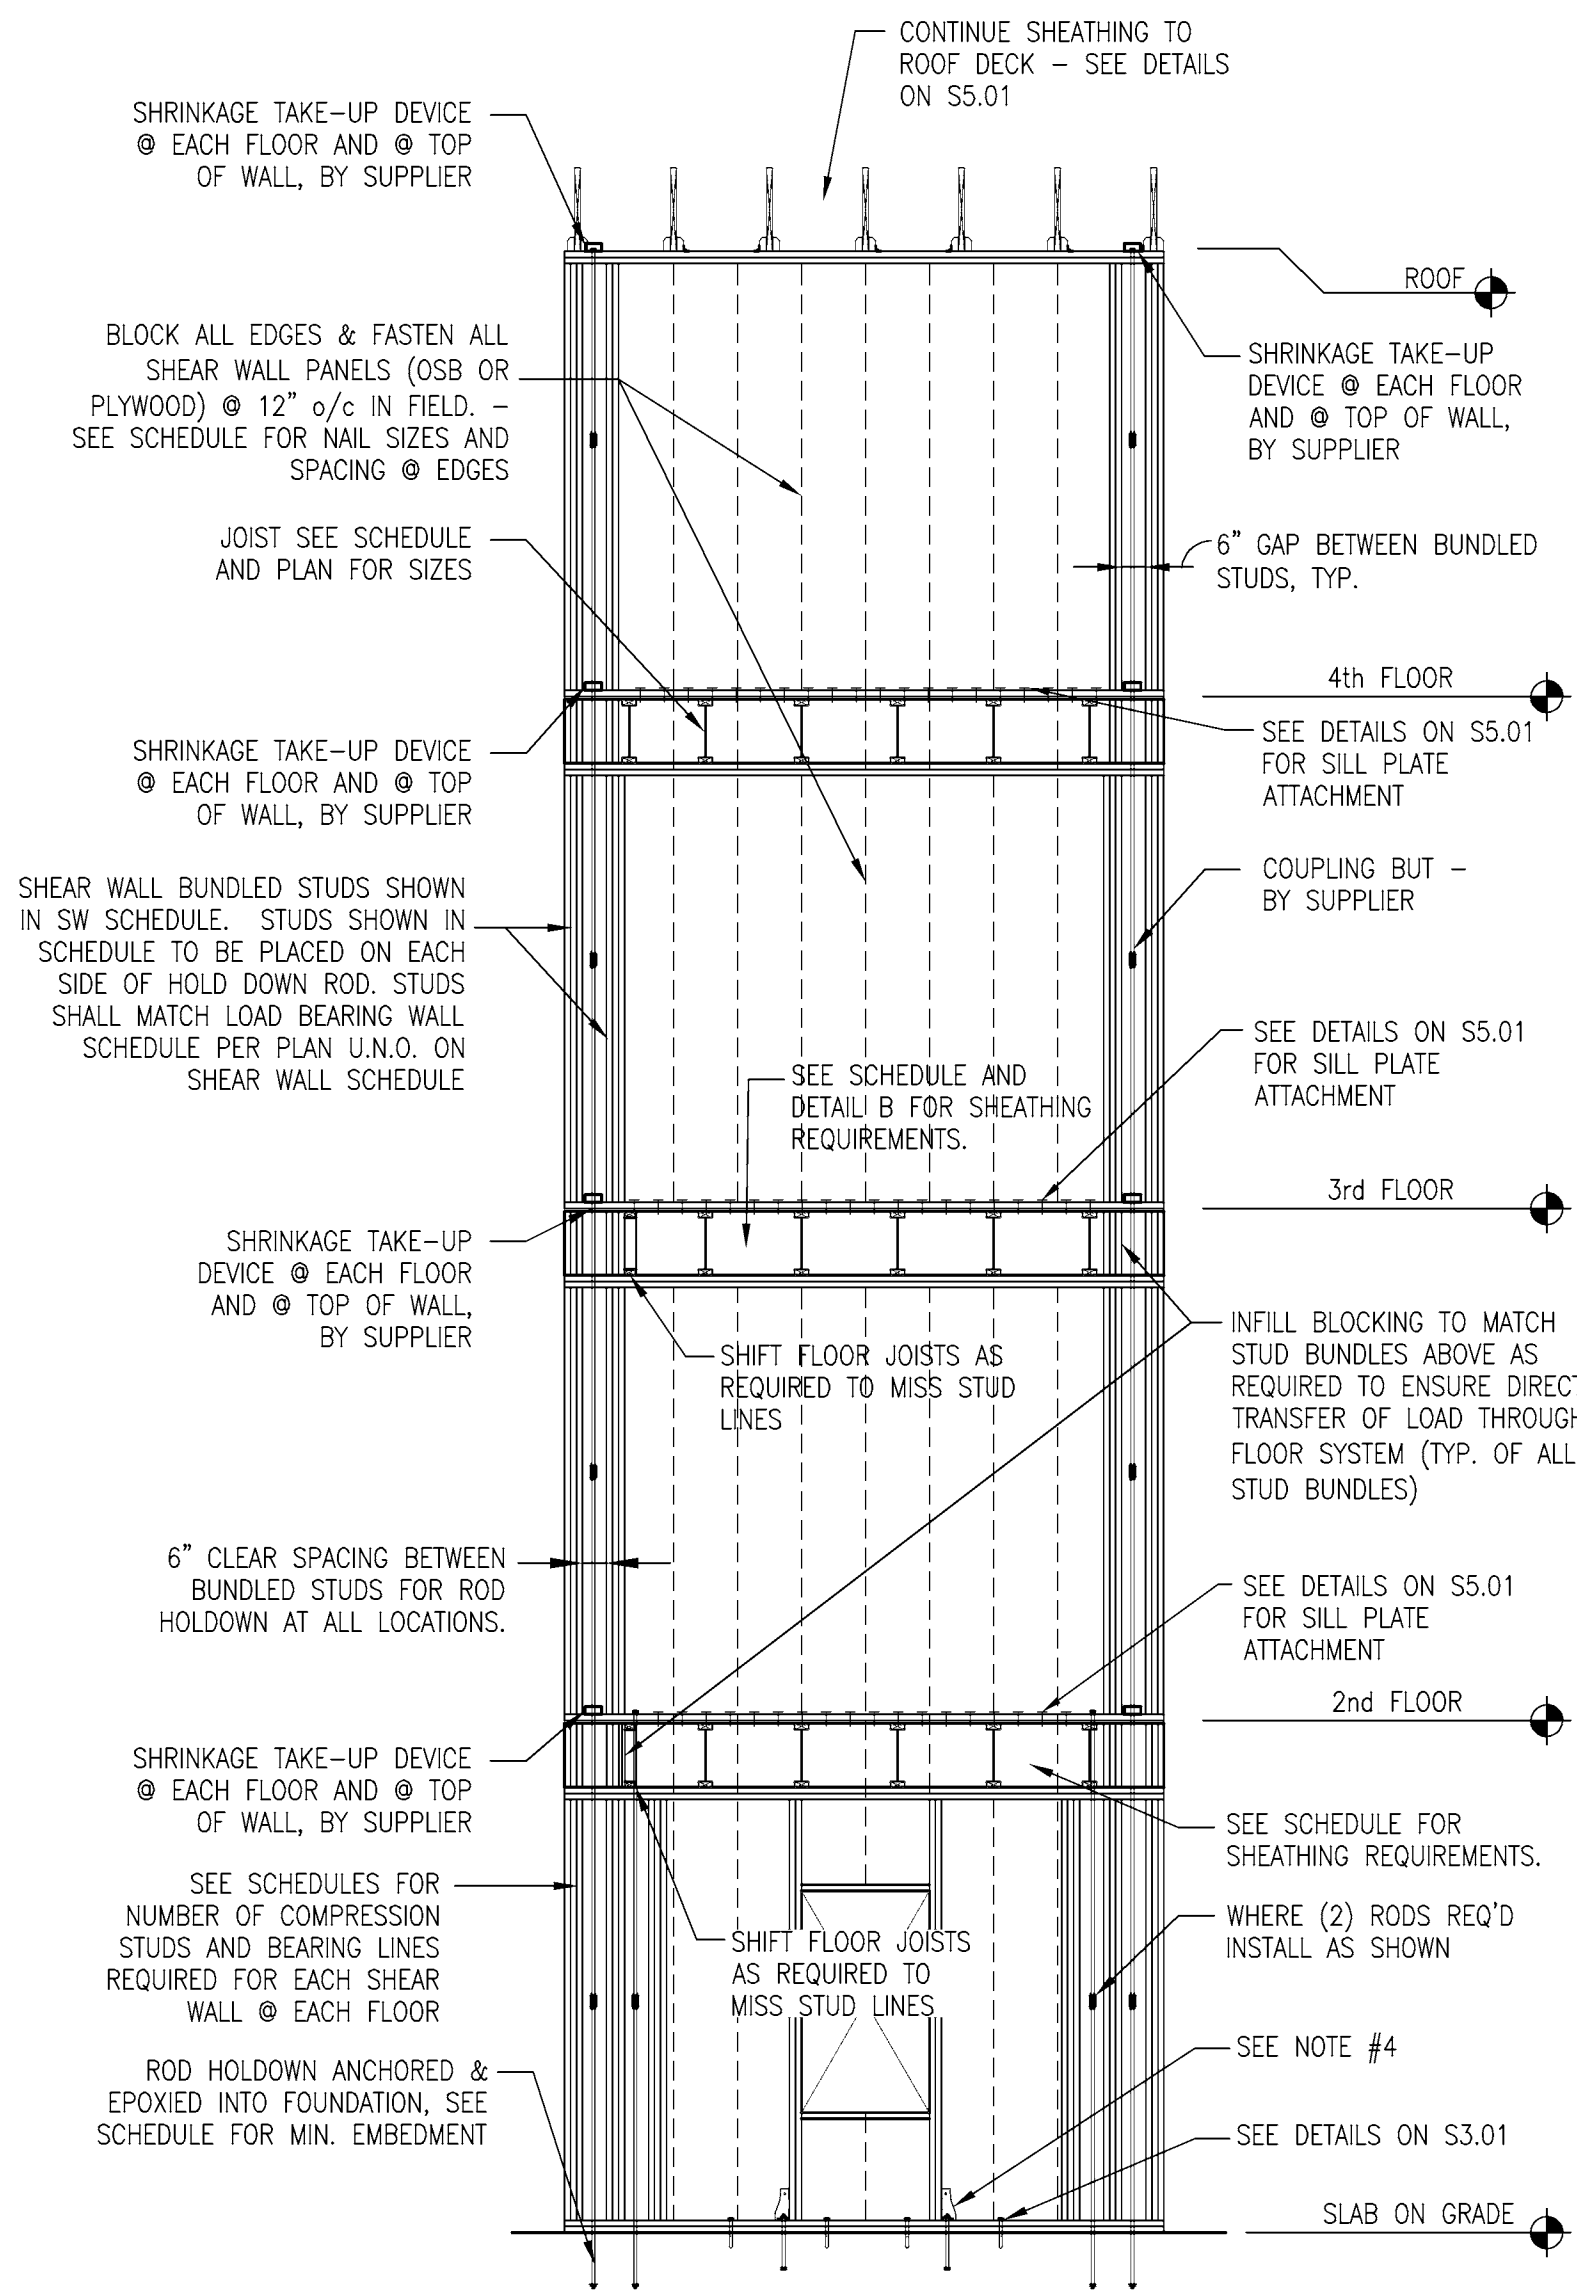 CONTINUE SHEATHING TO
ROOF DECK – SEE DETAILS
ON S5.01
SHRINKAGE TAKE–UP DEVICE
@ EACH FLOOR AND @ TOP
OF WALL, BY SUPPLIER
ROOF
BLOCK ALL EDGES & FASTEN ALL
SHEAR WALL PANELS (OSB OR
PLYWOOD) @ 12" o/c IN FIELD. –
SEE SCHEDULE FOR NAIL SIZES AND
SPACING @ EDGES
SHRINKAGE TAKE–UP
DEVICE @ EACH FLOOR
AND @ TOP OF WALL,
BY SUPPLIER
JOIST SEE SCHEDULE
AND PLAN FOR SIZES
6" GAP BETWEEN BUNDLED
STUDS, TYP.
4th FLOOR
SHRINKAGE TAKE–UP DEVICE
@ EACH FLOOR AND @ TOP
OF WALL, BY SUPPLIER
SEE DETAILS ON S5.01
FOR SILL PLATE
ATTACHMENT
SHEAR WALL BUNDLED STUDS SHOWN
IN SW SCHEDULE. STUDS SHOWN IN
SCHEDULE TO BE PLACED ON EACH
SIDE OF HOLD DOWN ROD. STUDS
SHALL MATCH LOAD BEARING WALL
SCHEDULE PER PLAN U.N.O. ON
SHEAR WALL SCHEDULE
COUPLING BUT –
BY SUPPLIER
SEE DETAILS ON S5.01
FOR SILL PLATE
ATTACHMENT
SEE SCHEDULE AND
DETAIL B FOR SHEATHING
REQUIREMENTS.
3rd FLOOR
SHRINKAGE TAKE–UP
DEVICE @ EACH FLOOR
AND @ TOP OF WALL,
BY SUPPLIER
SHIFT FLOOR JOISTS AS
REQUIRED TO MISS STUD
LINES
INFILL BLOCKING TO MATCH
STUD BUNDLES ABOVE AS
REQUIRED TO ENSURE DIRECT
TRANSFER OF LOAD THROUGH
FLOOR SYSTEM (TYP. OF ALL
STUD BUNDLES)
6" CLEAR SPACING BETWEEN
BUNDLED STUDS FOR ROD
HOLDOWN AT ALL LOCATIONS.
SEE DETAILS ON S5.01
FOR SILL PLATE
ATTACHMENT
2nd FLOOR
SHRINKAGE TAKE–UP DEVICE
@ EACH FLOOR AND @ TOP
OF WALL, BY SUPPLIER
SEE SCHEDULE FOR
SHEATHING REQUIREMENTS.
SEE SCHEDULES FOR
NUMBER OF COMPRESSION
STUDS AND BEARING LINES
REQUIRED FOR EACH SHEAR
WALL @ EACH FLOOR
SHIFT FLOOR JOISTS
AS REQUIRED TO
MISS STUD LINES
WHERE (2) RODS REQ'D
INSTALL AS SHOWN
ROD HOLDOWN ANCHORED &
EPOXIED INTO FOUNDATION, SEE
SCHEDULE FOR MIN. EMBEDMENT
SEE NOTE #4
SEE DETAILS ON S3.01
SLAB ON GRADE